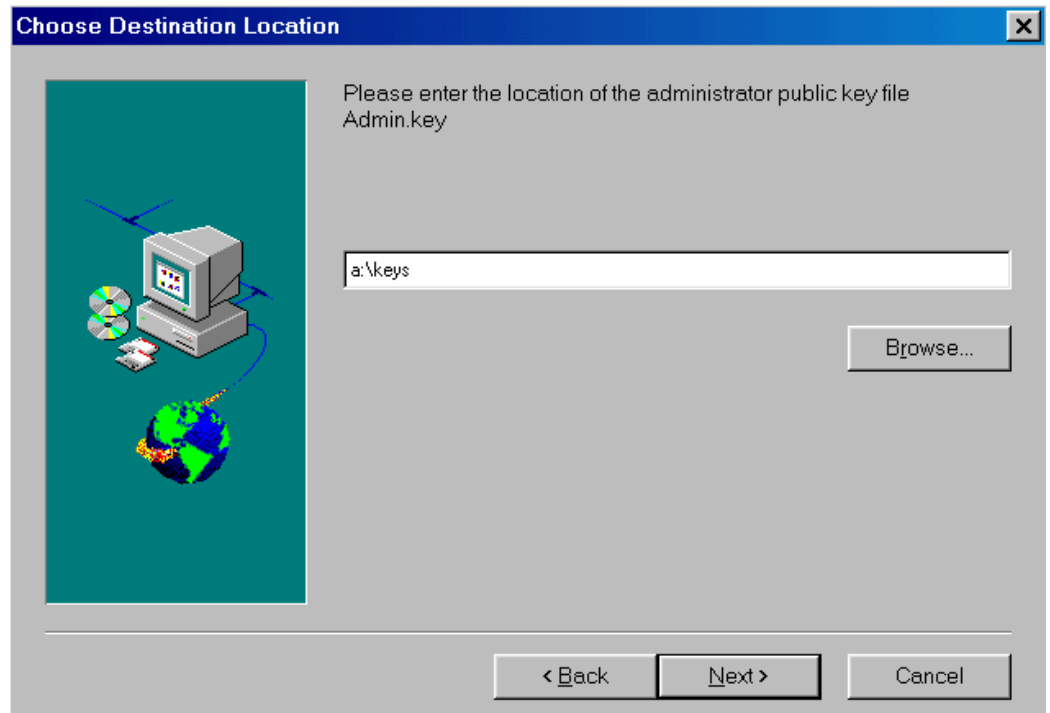 Choose Destination Location
Please enter the location of the administrator public key file
Admin.key
a:\keys
Browse...
< Back
Next >
Cancel